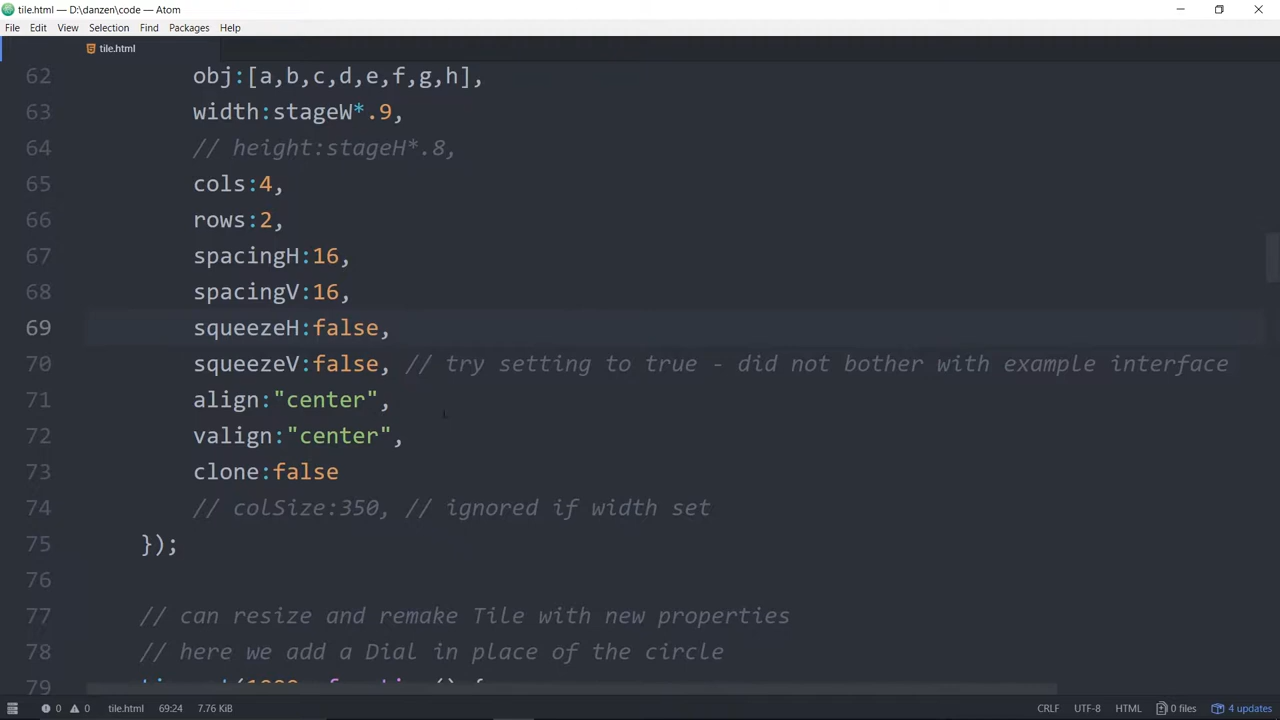 tile.html — D:\danzen\code — Atom
File Edit View Selection Find Packages Help
tile.html
62 obj:[a,b,c,d,e,f,g,h],
63 width:stageW*.9,
64 // height:stageH*.8,
65 cols:4,
66 rows:2,
67 spacingH:16,
68 spacingV:16,
69 squeezeH:false,
70 squeezeV:false, // try setting to true - did not bother with example interface
71 align:"center",
72 valign:"center",
73 clone:false
74 // colSize:350, // ignored if width set
75 });
76
77 // can resize and remake Tile with new properties
78 // here we add a Dial in place of the circle
79
0 0 tile.html 69:24 7.76 KiB CRLF UTF-8 HTML 0 files 4 updates